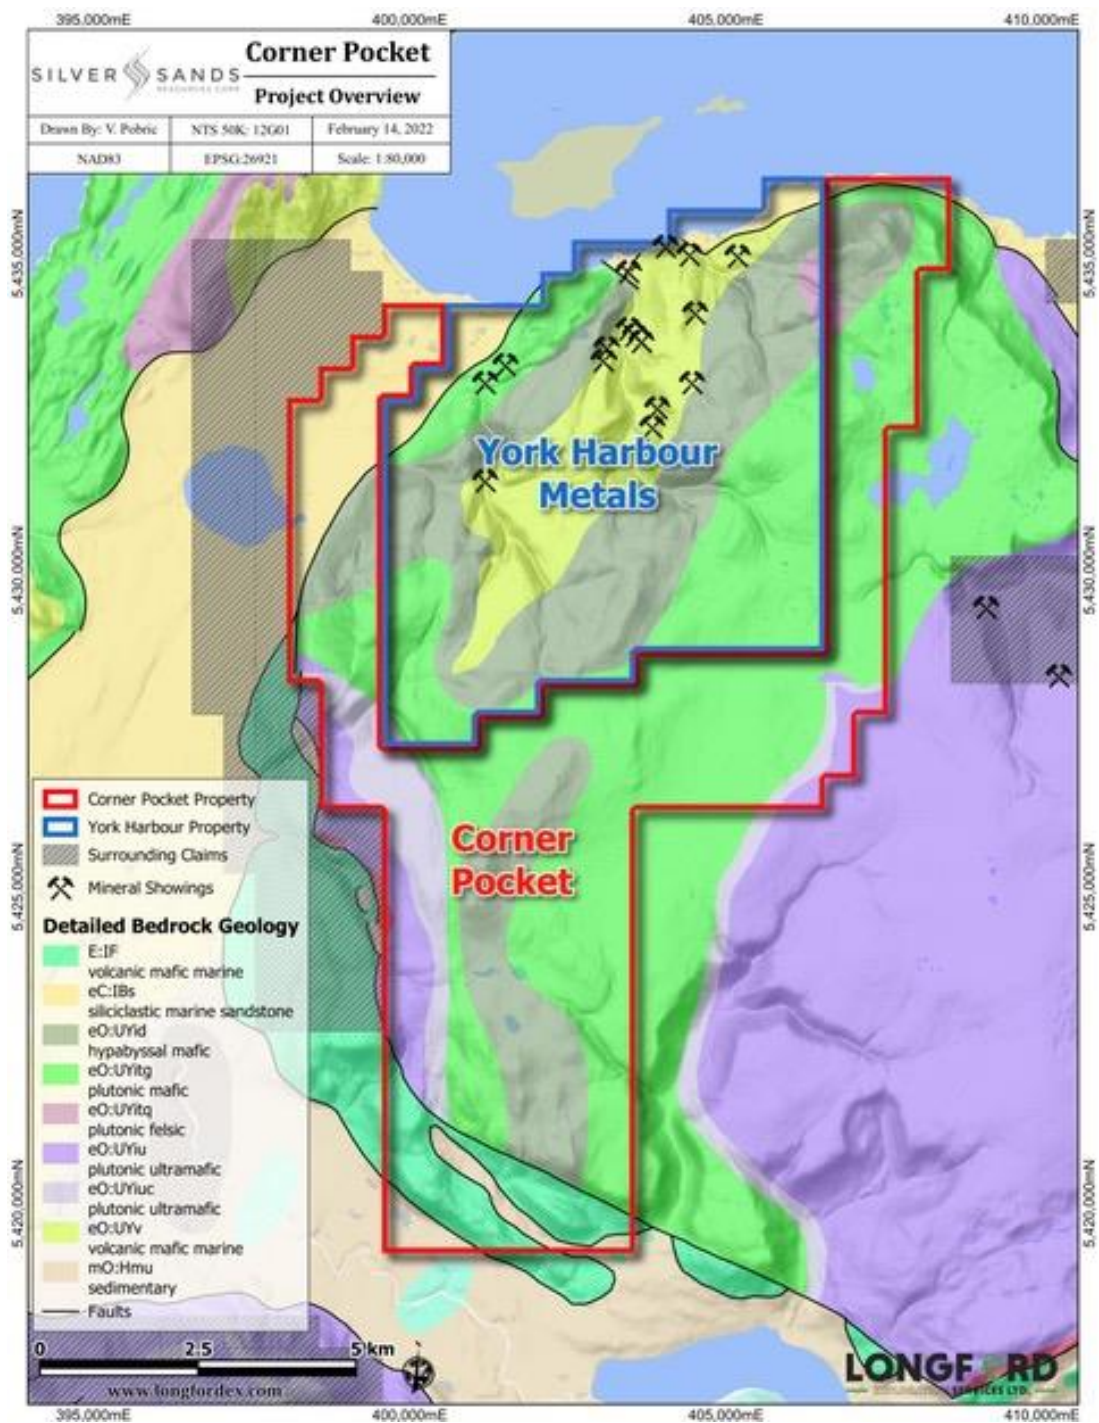 395,000mE
400,000mE
405,000mE
410,000mE
SILVER SANDS
RESOURCES CORP
Corner Pocket
Project Overview
Drawn By: V. Pobric
NTS 50K: 12G01
February 14, 2022
NAD83
EPSG:26921
Scale: 1:80,000
5,435,000mN
5,435,000mN
York Harbour
Metals
5,430,000mN
5,430,000mN
Corner
Pocket
5,425,000mN
5,425,000mN
5,420,000mN
5,420,000mN
Corner Pocket Property
York Harbour Property
Surrounding Claims
Mineral Showings
Detailed Bedrock Geology
E:IF
volcanic mafic marine
eC:IBs
siliciclastic marine sandstone
eO:UYid
hypabyssal mafic
eO:UYitg
plutonic mafic
eO:UYitq
plutonic felsic
eO:UYiu
plutonic ultramafic
eO:UYiuc
plutonic ultramafic
eO:UYv
volcanic mafic marine
mO:Hmu
sedimentary
Faults
0 2.5 5 km
www.longfordex.com
LONGFORD
SERVICES LTD.
395,000mE
400,000mE
405,000mE
410,000mE